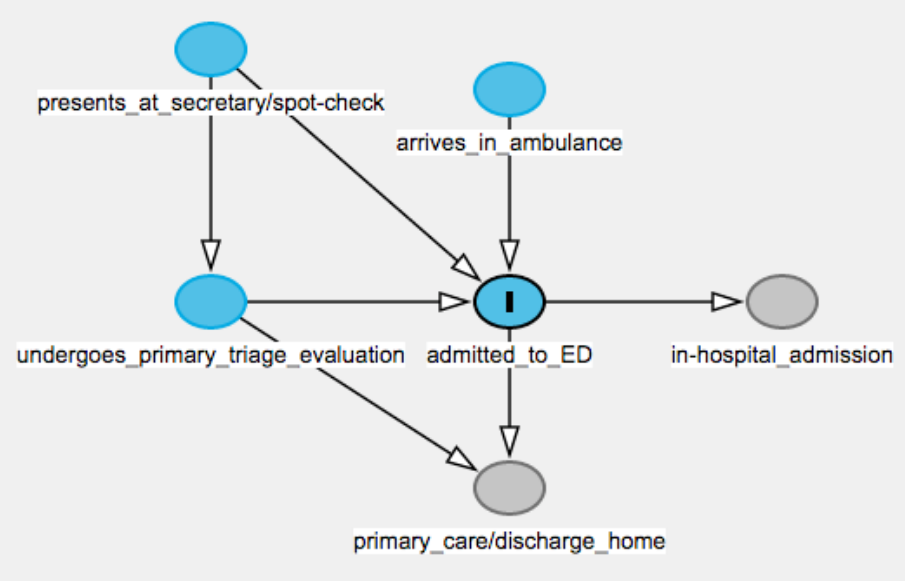 presents_at_secretary/spot-check
arrives_in_ambulance
undergoes_primary_triage_evaluation
I
admitted_to_ED
in-hospital_admission
primary_care/discharge_home